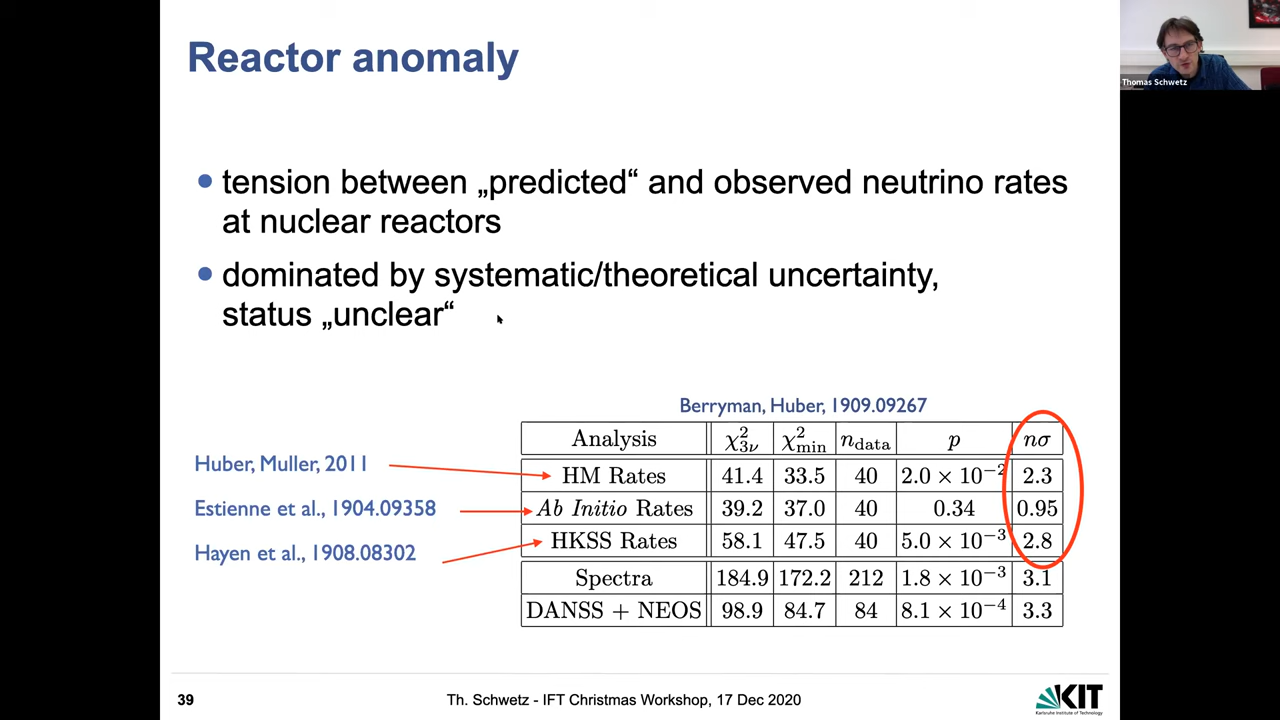 Reactor anomaly
Thomas Schwetz
• tension between „predicted“ and observed neutrino rates
at nuclear reactors
• dominated by systematic/theoretical uncertainty,
status „unclear“
Berryman, Huber, 1909.09267
Huber, Muller, 2011
Estienne et al., 1904.09358
Hayen et al., 1908.08302
Analysis χ²₃ν χ²min ndata p nσ
HM Rates 41.4 33.5 40 2.0 × 10⁻² 2.3
Ab Initio Rates 39.2 37.0 40 0.34 0.95
HKSS Rates 58.1 47.5 40 5.0 × 10⁻³ 2.8
Spectra 184.9 172.2 212 1.8 × 10⁻³ 3.1
DANSS + NEOS 98.9 84.7 84 8.1 × 10⁻⁴ 3.3
39
Th. Schwetz - IFT Christmas Workshop, 17 Dec 2020
KIT
Karlsruhe Institute of Technology